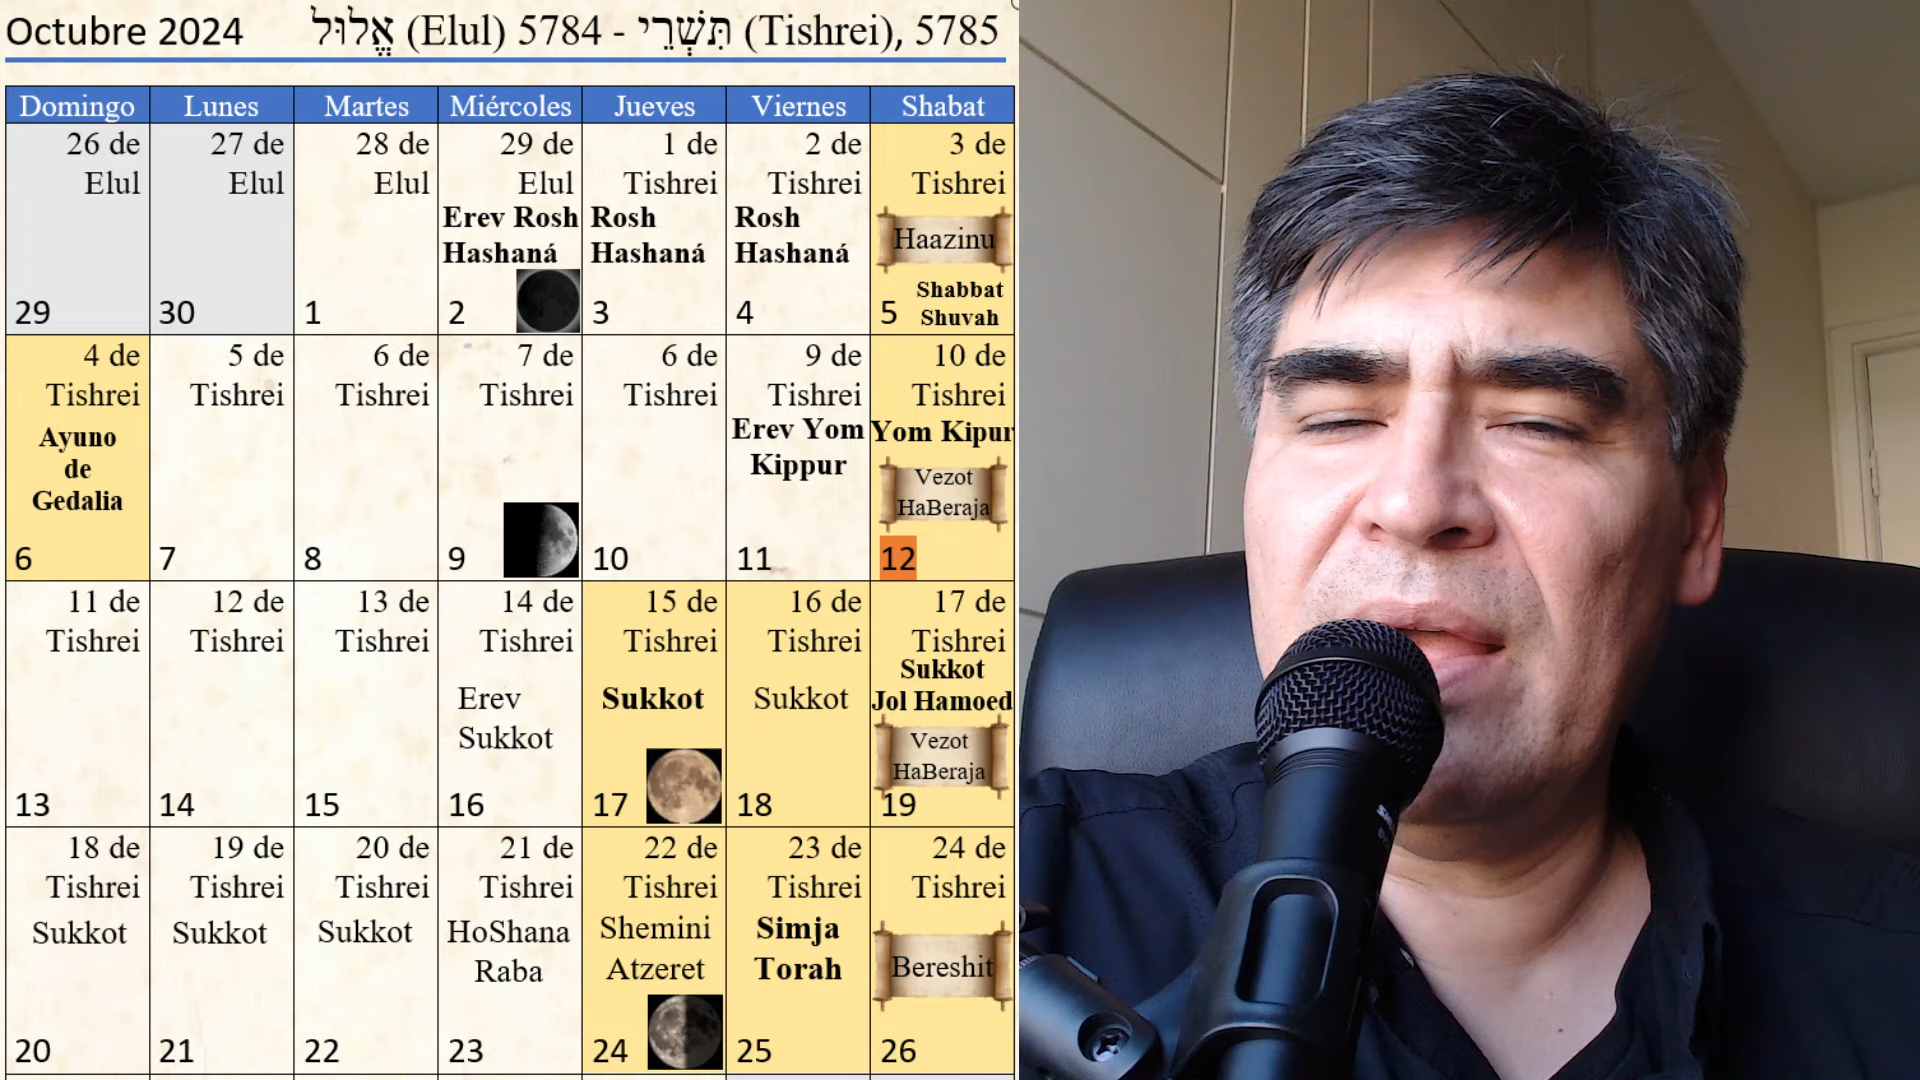 Octubre 2024 אֱלוּל (Elul) 5784 - תִּשְׁרֵי (Tishrei), 5785
Domingo Lunes Martes Miércoles Jueves Viernes Shabat
26 de
Elul
29
27 de
Elul
30
28 de
Elul
1
29 de
Elul
Erev Rosh
Hashaná
2
1 de
Tishrei
Rosh
Hashaná
3
2 de
Tishrei
Rosh
Hashaná
4
3 de
Tishrei
Haazinu
Shabbat
Shuvah
5
4 de
Tishrei
Ayuno
de
Gedalia
6
5 de
Tishrei
7
6 de
Tishrei
8
7 de
Tishrei
9
6 de
Tishrei
10
9 de
Tishrei
Erev Yom
Kippur
11
10 de
Tishrei
Yom Kipur
Vezot
HaBeraja
12
11 de
Tishrei
13
12 de
Tishrei
14
13 de
Tishrei
15
14 de
Tishrei
Erev
Sukkot
16
15 de
Tishrei
Sukkot
17
16 de
Tishrei
Sukkot
18
17 de
Tishrei
Sukkot
Jol Hamoed
Vezot
HaBeraja
19
18 de
Tishrei
Sukkot
20
19 de
Tishrei
Sukkot
21
20 de
Tishrei
Sukkot
22
21 de
Tishrei
HoShana
Raba
23
22 de
Tishrei
Shemini
Atzeret
24
23 de
Tishrei
Simja
Torah
25
24 de
Tishrei
Bereshit
26